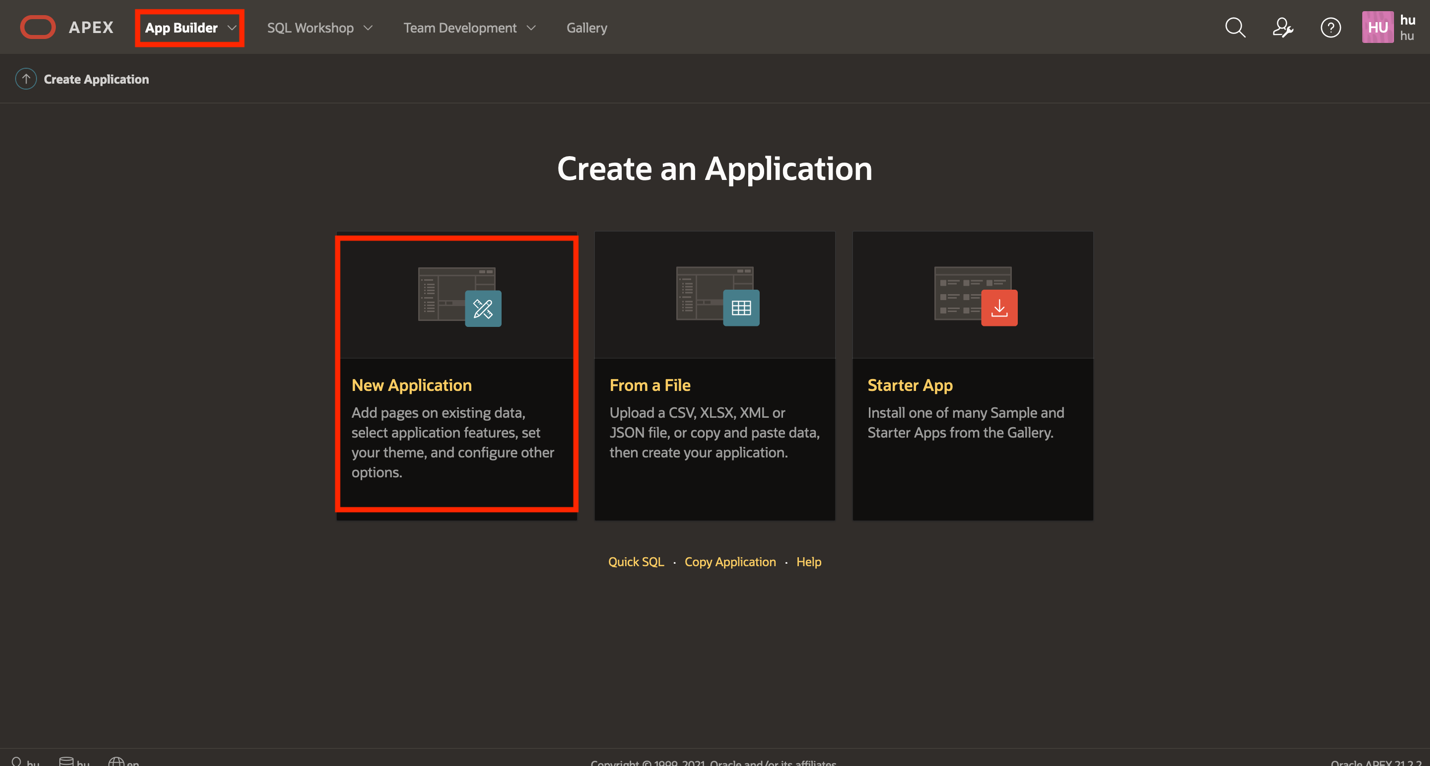 APEX App Builder SQL Workshop Team Development Gallery HU hu
hu
Create Application
Create an Application
New Application
Add pages on existing data,
select application features, set
your theme, and configure other
options.
From a File
Upload a CSV, XLSX, XML or
JSON file, or copy and paste data,
then create your application.
Starter App
Install one of many Sample and
Starter Apps from the Gallery.
Quick SQL · Copy Application · Help
hu hu en Copyright © 1999, 2021, Oracle and/or its affiliates. Oracle APEX 21.2.2